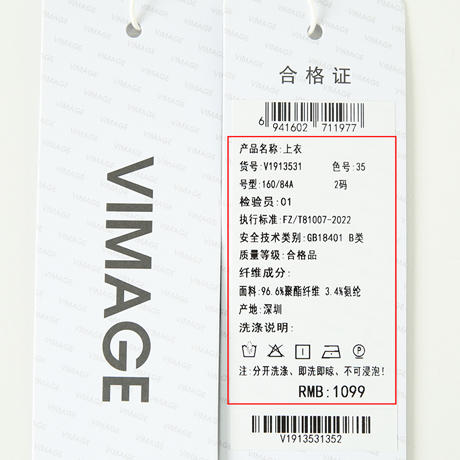 VIMAGE
合格证
6 941602 711977
产品名称:上衣
货号:V1913531 色号:35
号型:160/84A 2码
检验员:01
执行标准:FZ/T81007-2022
安全技术类别:GB18401 B类
质量等级:合格品
纤维成分:
面料:96.6%聚酯纤维 3.4%氨纶
产地:深圳
洗涤说明:
注:分开洗涤、即洗即晾、不可浸泡!
RMB:1099
V1913531352